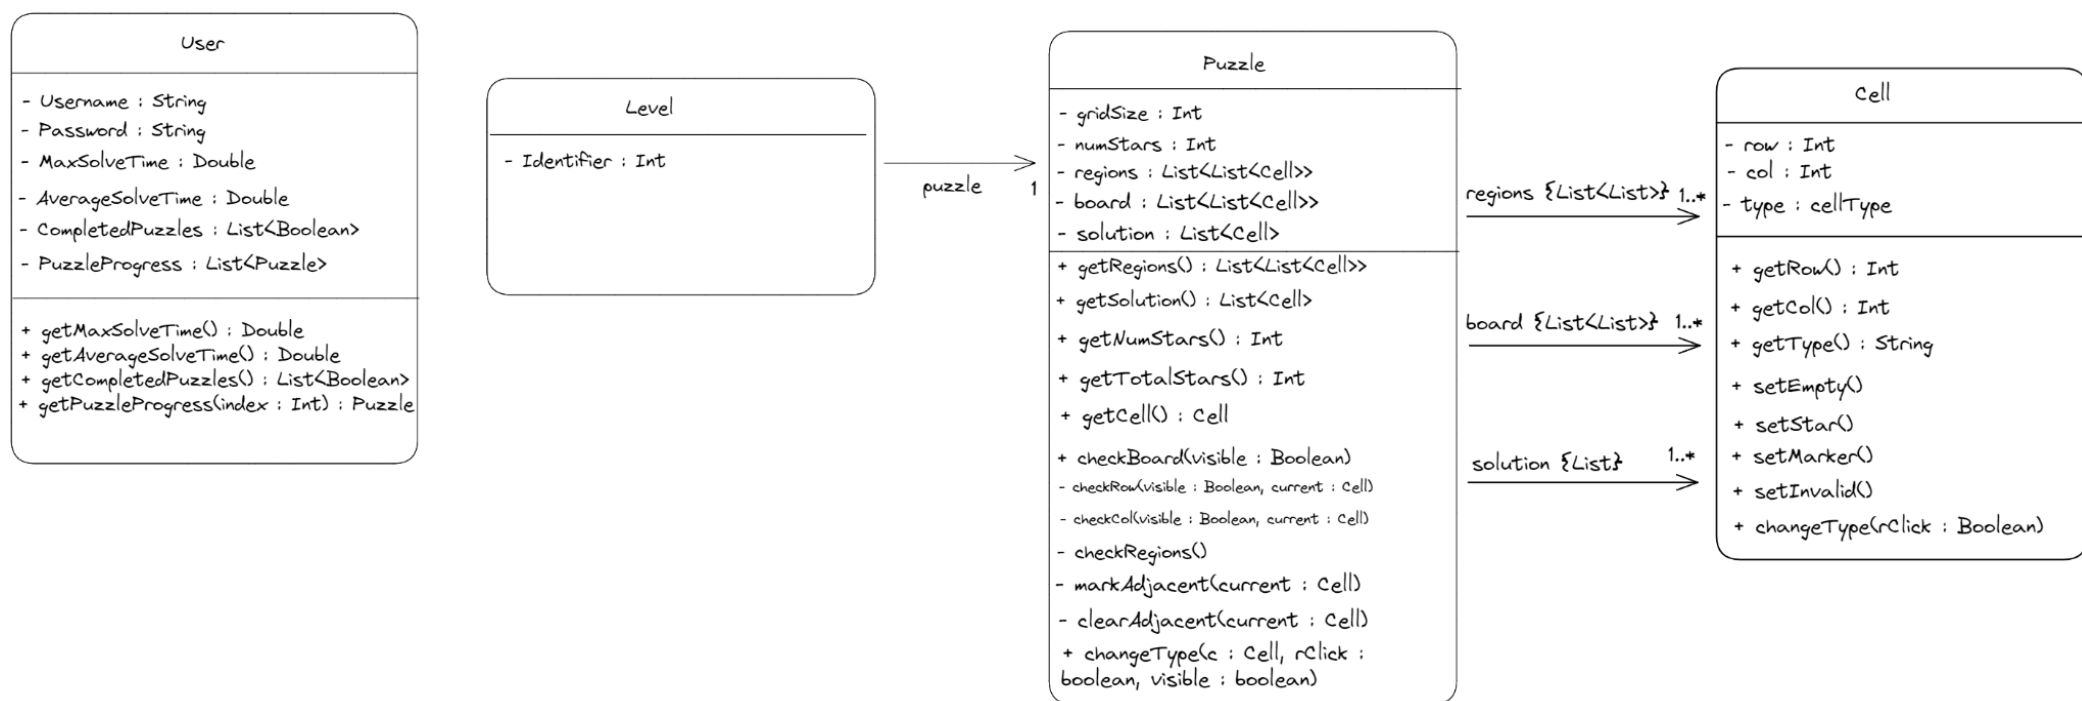 User
- Username : String
- Password : String
- MaxSolveTime : Double
- AverageSolveTime : Double
- CompletedPuzzles : List<Boolean>
- PuzzleProgress : List<Puzzle>
+ getMaxSolveTime() : Double
+ getAverageSolveTime() : Double
+ getCompletedPuzzles() : List<Boolean>
+ getPuzzleProgress(index : Int) : Puzzle
Level
- Identifier : Int
puzzle
1
Puzzle
- gridSize : Int
- numStars : Int
- regions : List<List<Cell>>
- board : List<List<Cell>>
- solution : List<Cell>
+ getRegions() : List<List<Cell>>
+ getSolution() : List<Cell>
+ getNumStars() : Int
+ getTotalStars() : Int
+ getCell() : Cell
+ checkBoard(visible : Boolean)
- checkRow(visible : Boolean, current : Cell)
- checkCol(visible : Boolean, current : Cell)
- checkRegions()
- markAdjacent(current : Cell)
- clearAdjacent(current : Cell)
+ changeType(c : Cell, rClick :
boolean, visible : boolean)
regions {List<List>} 1..*
board {List<List>} 1..*
solution {List} 1..*
Cell
- row : Int
- col : Int
- type : cellType
+ getRow() : Int
+ getCol() : Int
+ getType() : String
+ setEmpty()
+ setStar()
+ setMarker()
+ setInvalid()
+ changeType(rClick : Boolean)